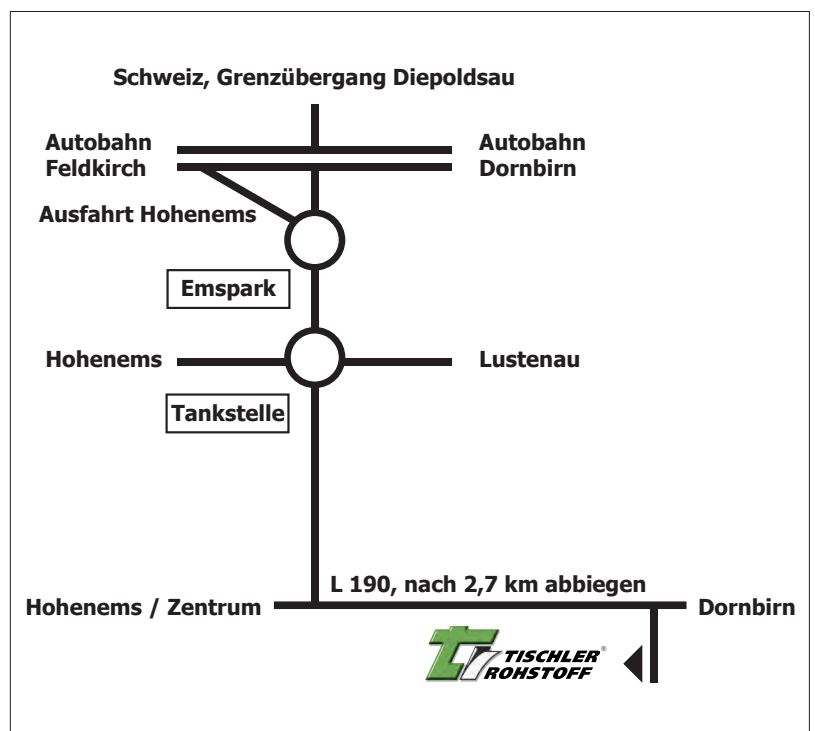 Schweiz, Grenzübergang Diepoldsau
Autobahn
Feldkirch
Autobahn
Dornbirn
Ausfahrt Hohenems
Emspark
Hohenems
Lustenau
Tankstelle
L 190, nach 2,7 km abbiegen
Hohenems / Zentrum
Dornbirn
TISCHLER®
ROHSTOFF